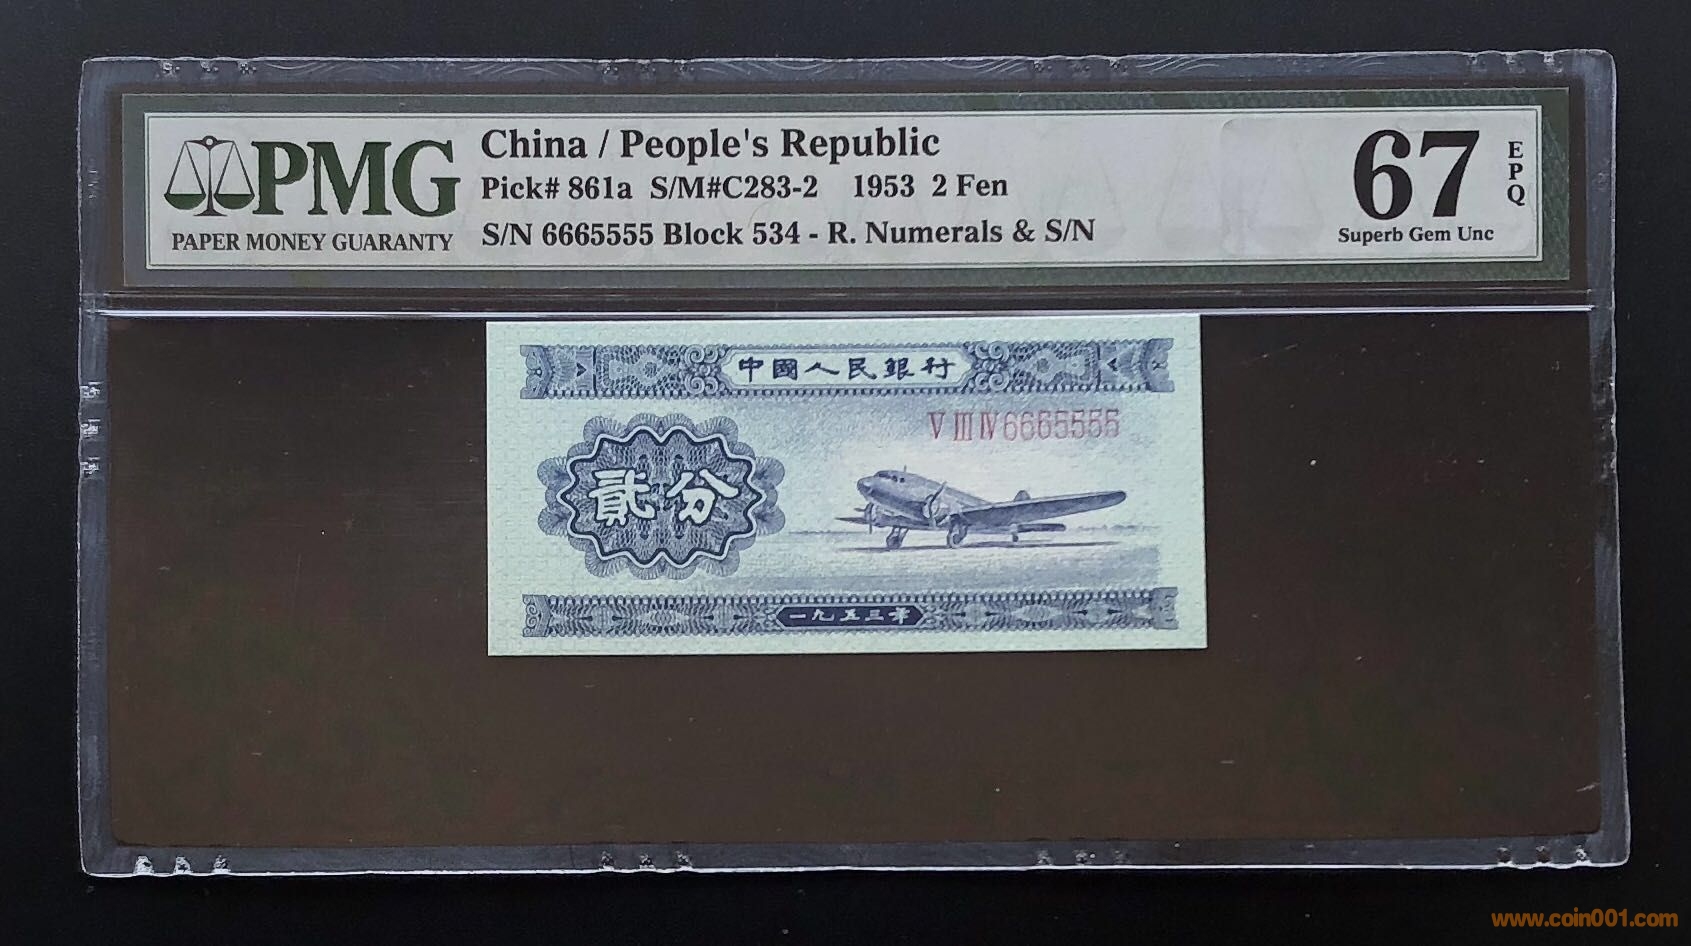 PMG
PAPER MONEY GUARANTY
China / People's Republic
Pick# 861a S/M#C283-2 1953 2 Fen
S/N 6665555 Block 534 - R. Numerals & S/N
67
EPQ
Superb Gem Unc
中國人民銀行
V III IV 6665555
貳分
一九五三年
www.coin001.com